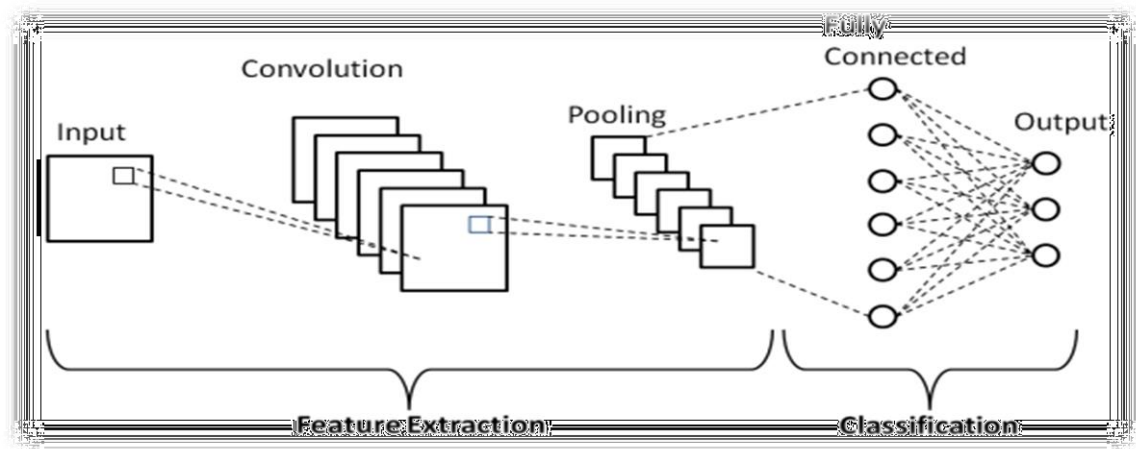 Input
Convolution
Pooling
Fully
Connected
Output
Feature Extraction
Classification